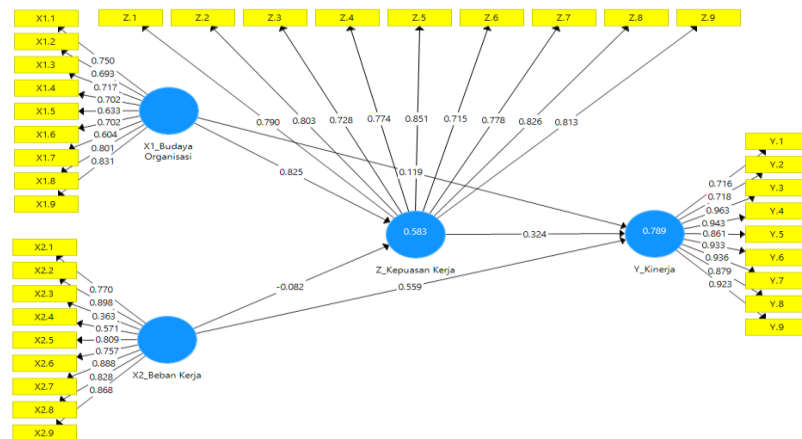 X1.1
X1.2
X1.3
X1.4
X1.5
X1.6
X1.7
X1.8
X1.9
0.750
0.693
0.717
0.702
0.633
0.702
0.604
0.801
0.831
X1_Budaya
Organisasi
Z.1
Z.2
Z.3
Z.4
Z.5
Z.6
Z.7
Z.8
Z.9
0.790
0.803
0.728
0.774
0.851
0.715
0.778
0.826
0.813
0.825
0.119
0.583
Z_Kepuasan Kerja
0.324
-0.082
0.559
X2.1
X2.2
X2.3
X2.4
X2.5
X2.6
X2.7
X2.8
X2.9
0.770
0.898
0.363
0.571
0.809
0.757
0.888
0.828
0.868
X2_Beban Kerja
0.789
Y_Kinerja
0.716
0.718
0.963
0.943
0.861
0.933
0.936
0.879
0.923
Y.1
Y.2
Y.3
Y.4
Y.5
Y.6
Y.7
Y.8
Y.9